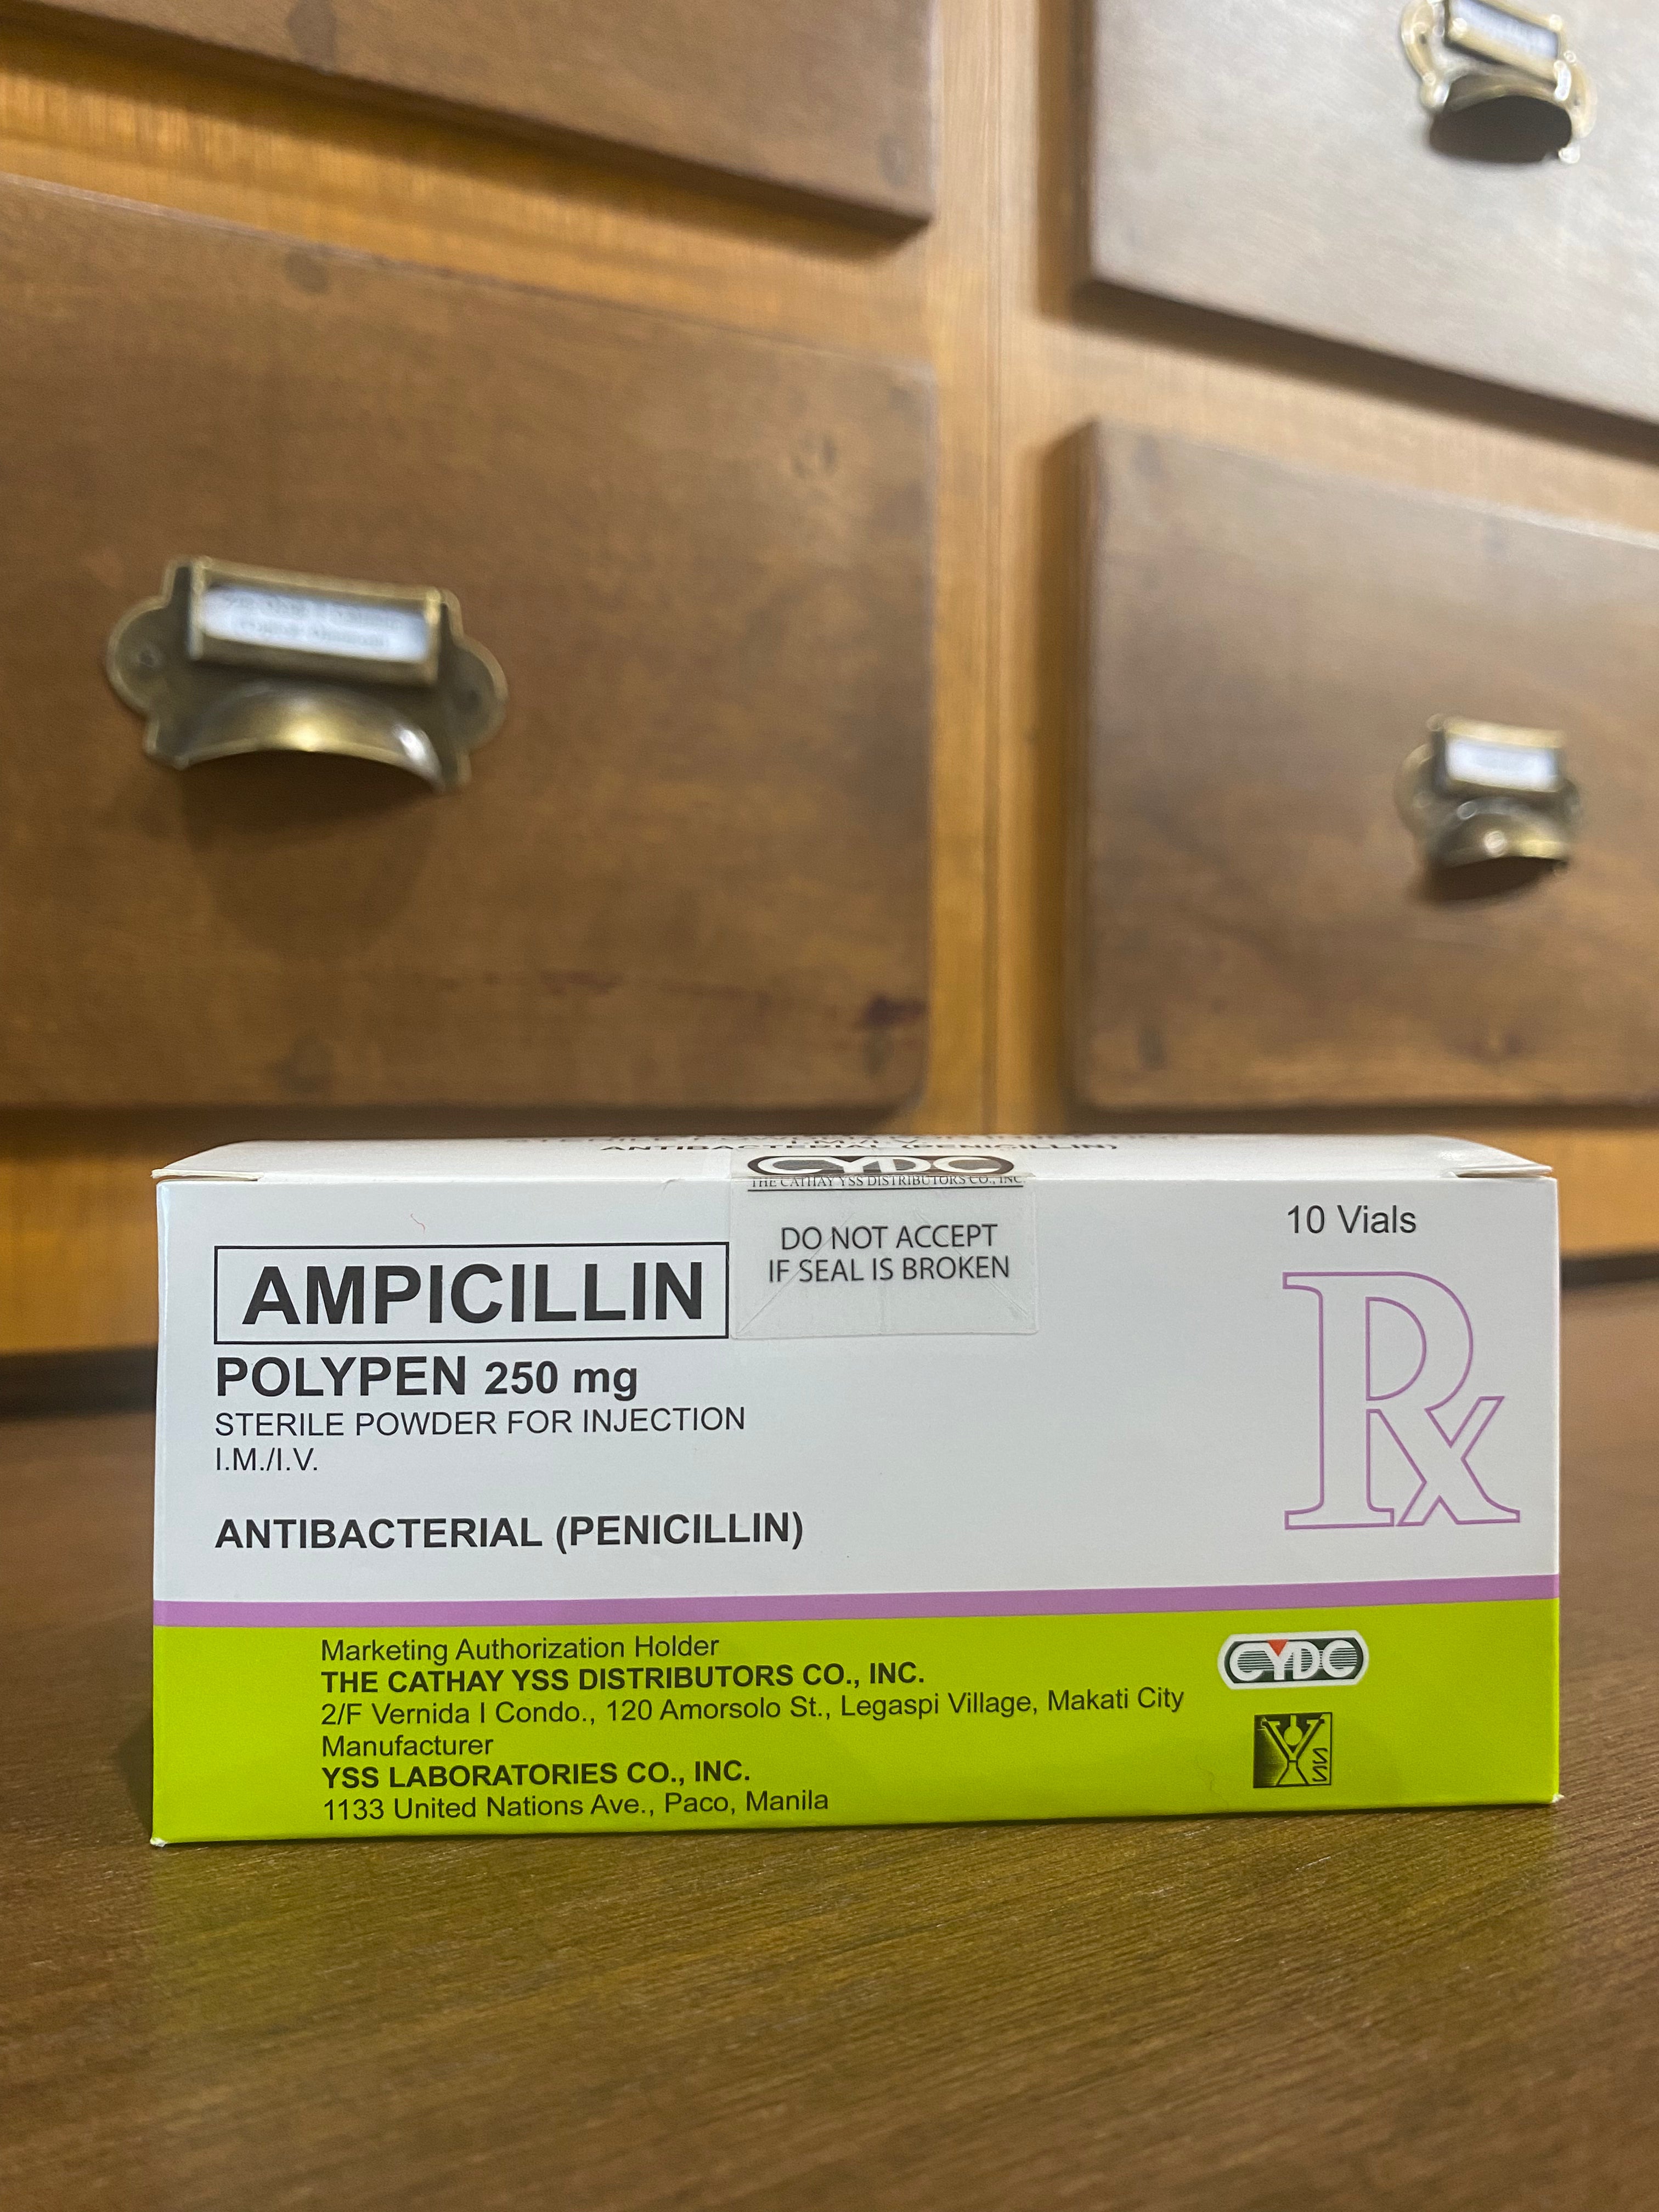 I.M./I.V.
ANTIBACTERIAL (PENICILLIN)
CYDC
THE CATHAY YSS DISTRIBUTORS CO., INC.
DO NOT ACCEPT
IF SEAL IS BROKEN
10 Vials
AMPICILLIN
POLYPEN 250 mg
STERILE POWDER FOR INJECTION
I.M./I.V.
ANTIBACTERIAL (PENICILLIN)
Rx
Marketing Authorization Holder
THE CATHAY YSS DISTRIBUTORS CO., INC.
2/F Vernida I Condo., 120 Amorsolo St., Legaspi Village, Makati City
Manufacturer
YSS LABORATORIES CO., INC.
1133 United Nations Ave., Paco, Manila
CYDC
YSS